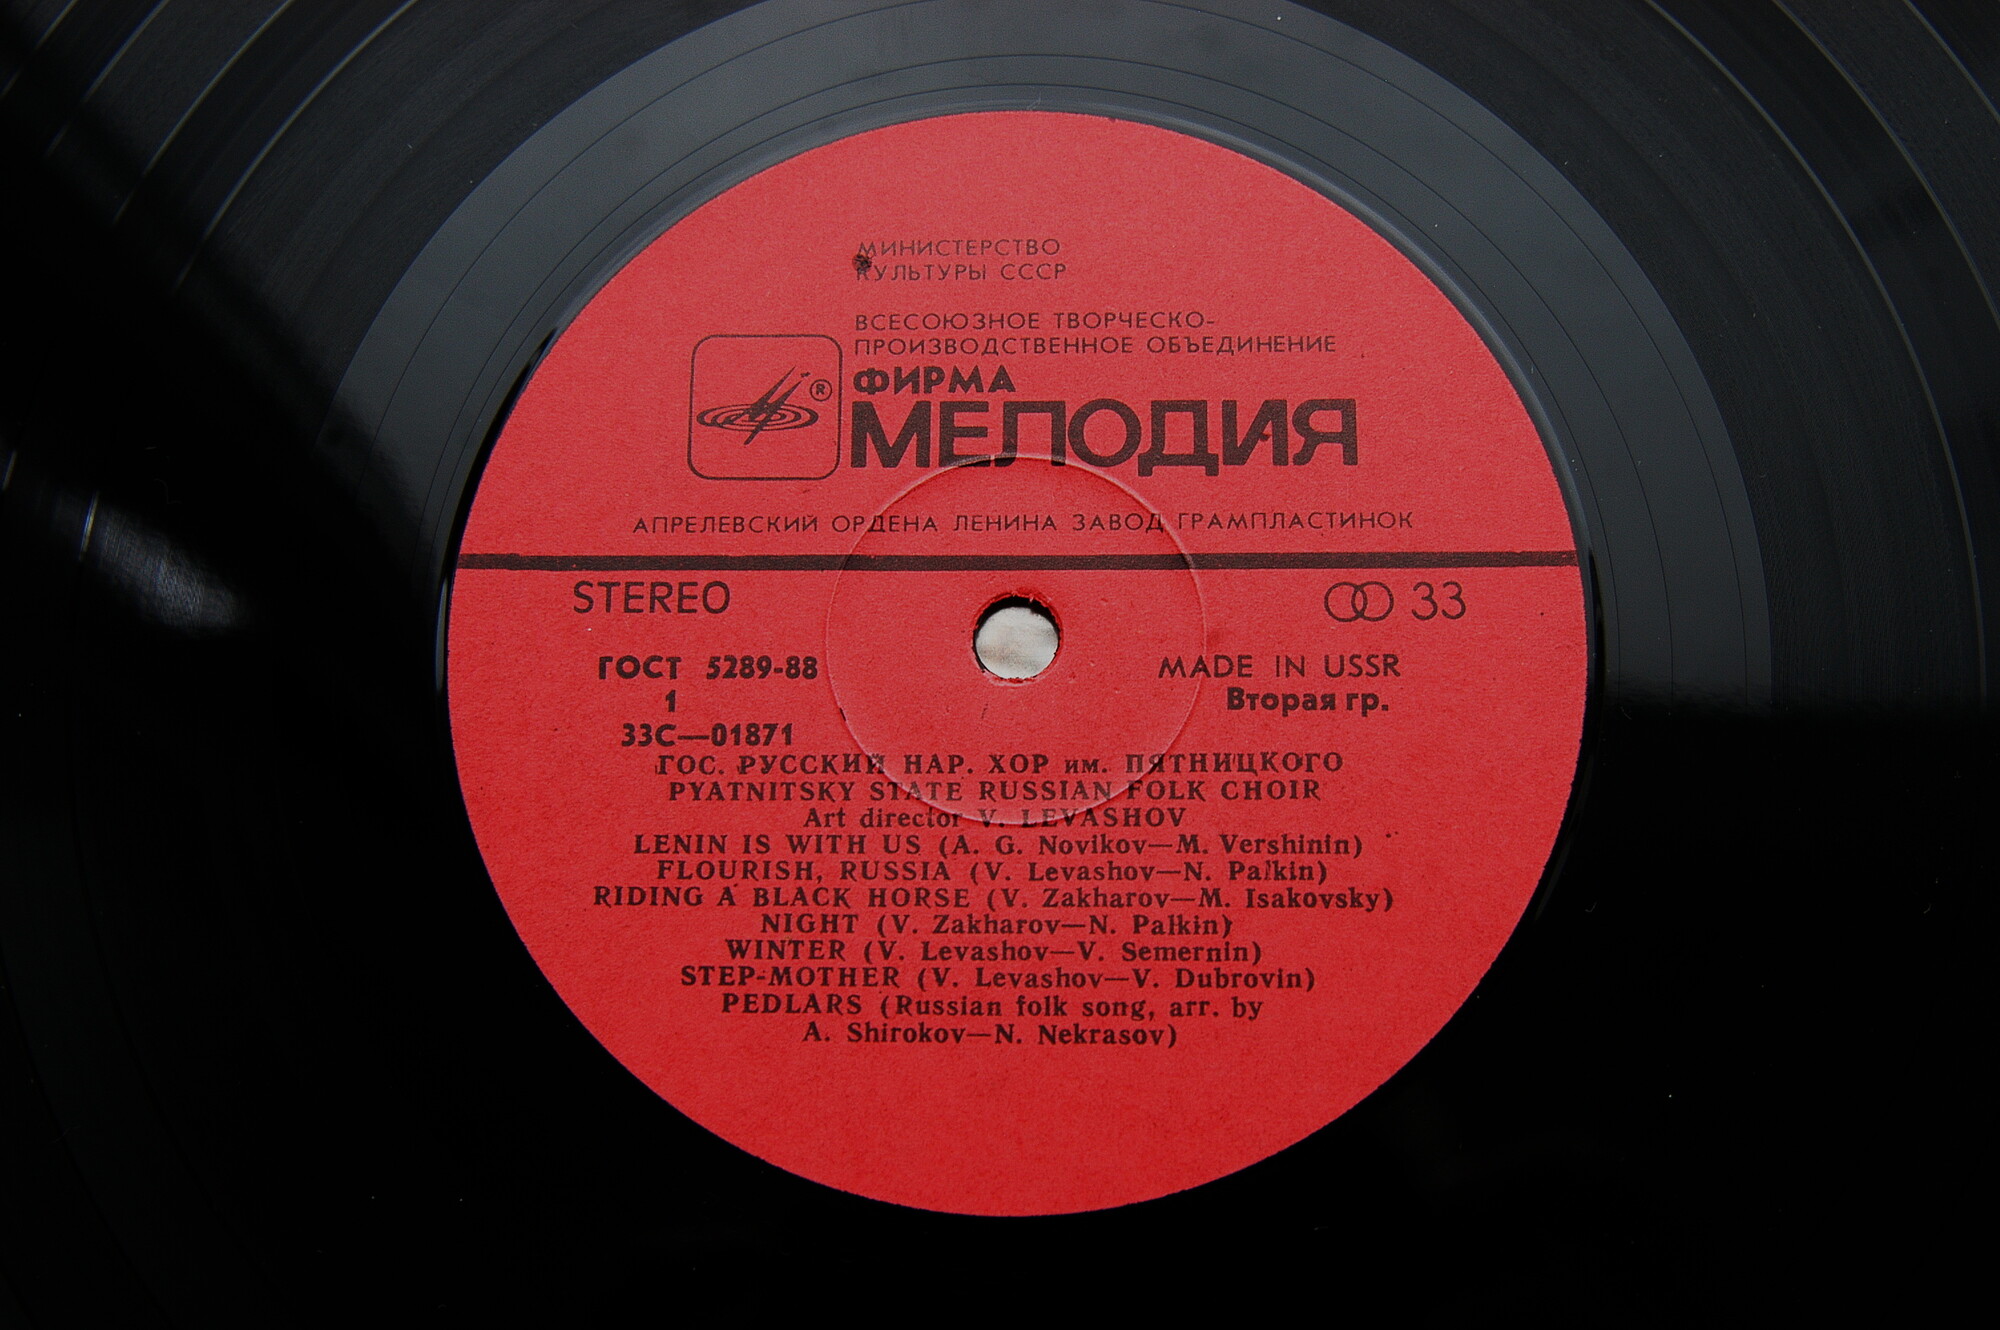 МИНИСТЕРСТВО
КУЛЬТУРЫ СССР
ВСЕСОЮЗНОЕ ТВОРЧЕСКО-
ПРОИЗВОДСТВЕННОЕ ОБЪЕДИНЕНИЕ
ФИРМА
®
МЕЛОДИЯ
АПРЕЛЕВСКИЙ ОРДЕНА ЛЕНИНА ЗАВОД ГРАМПЛАСТИНОК
STEREO 33
ГОСТ 5289-88 MADE IN USSR
1 Вторая гр.
33С—01871
ГОС. РУССКИЙ НАР. ХОР им. ПЯТНИЦКОГО
PYATNITSKY STATE RUSSIAN FOLK CHOIR
Art director V. LEVASHOV
LENIN IS WITH US (A. G. Novikov—M. Vershinin)
FLOURISH, RUSSIA (V. Levashov—N. Palkin)
RIDING A BLACK HORSE (V. Zakharov—M. Isakovsky)
NIGHT (V. Zakharov—N. Palkin)
WINTER (V. Levashov—V. Semernin)
STEP-MOTHER (V. Levashov—V. Dubrovin)
PEDLARS (Russian folk song, arr. by
A. Shirokov—N. Nekrasov)